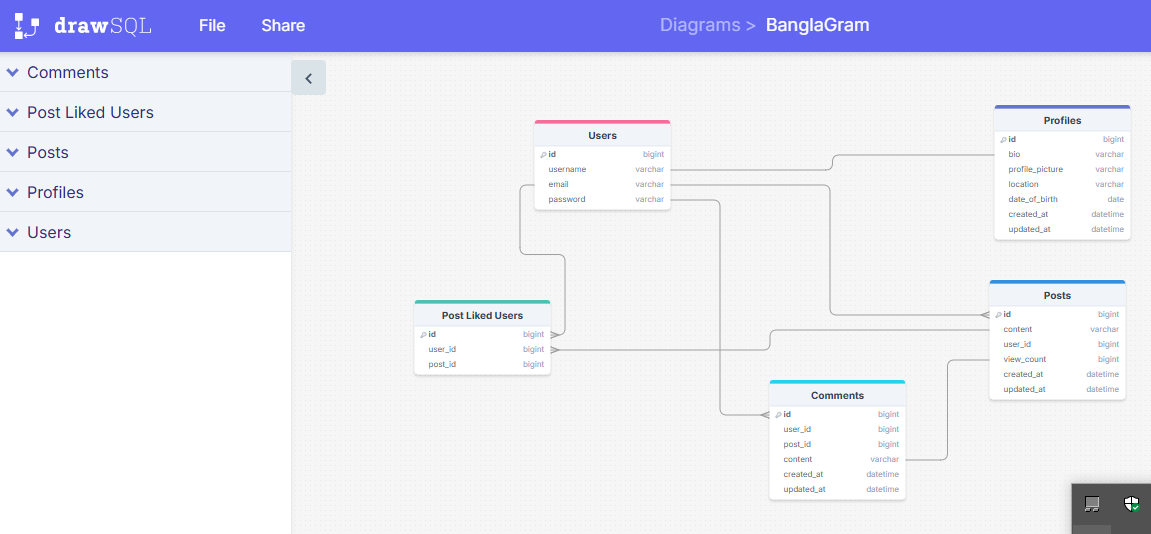 drawSQL File Share Diagrams > BanglaGram
Comments
Post Liked Users
Posts
Profiles
Users
Users
id bigint
username varchar
email varchar
password varchar
Profiles
id bigint
bio varchar
profile_picture varchar
location varchar
date_of_birth date
created_at datetime
updated_at datetime
Post Liked Users
id bigint
user_id bigint
post_id bigint
Posts
id bigint
content varchar
user_id bigint
view_count bigint
created_at datetime
updated_at datetime
Comments
id bigint
user_id bigint
post_id bigint
content varchar
created_at datetime
updated_at datetime